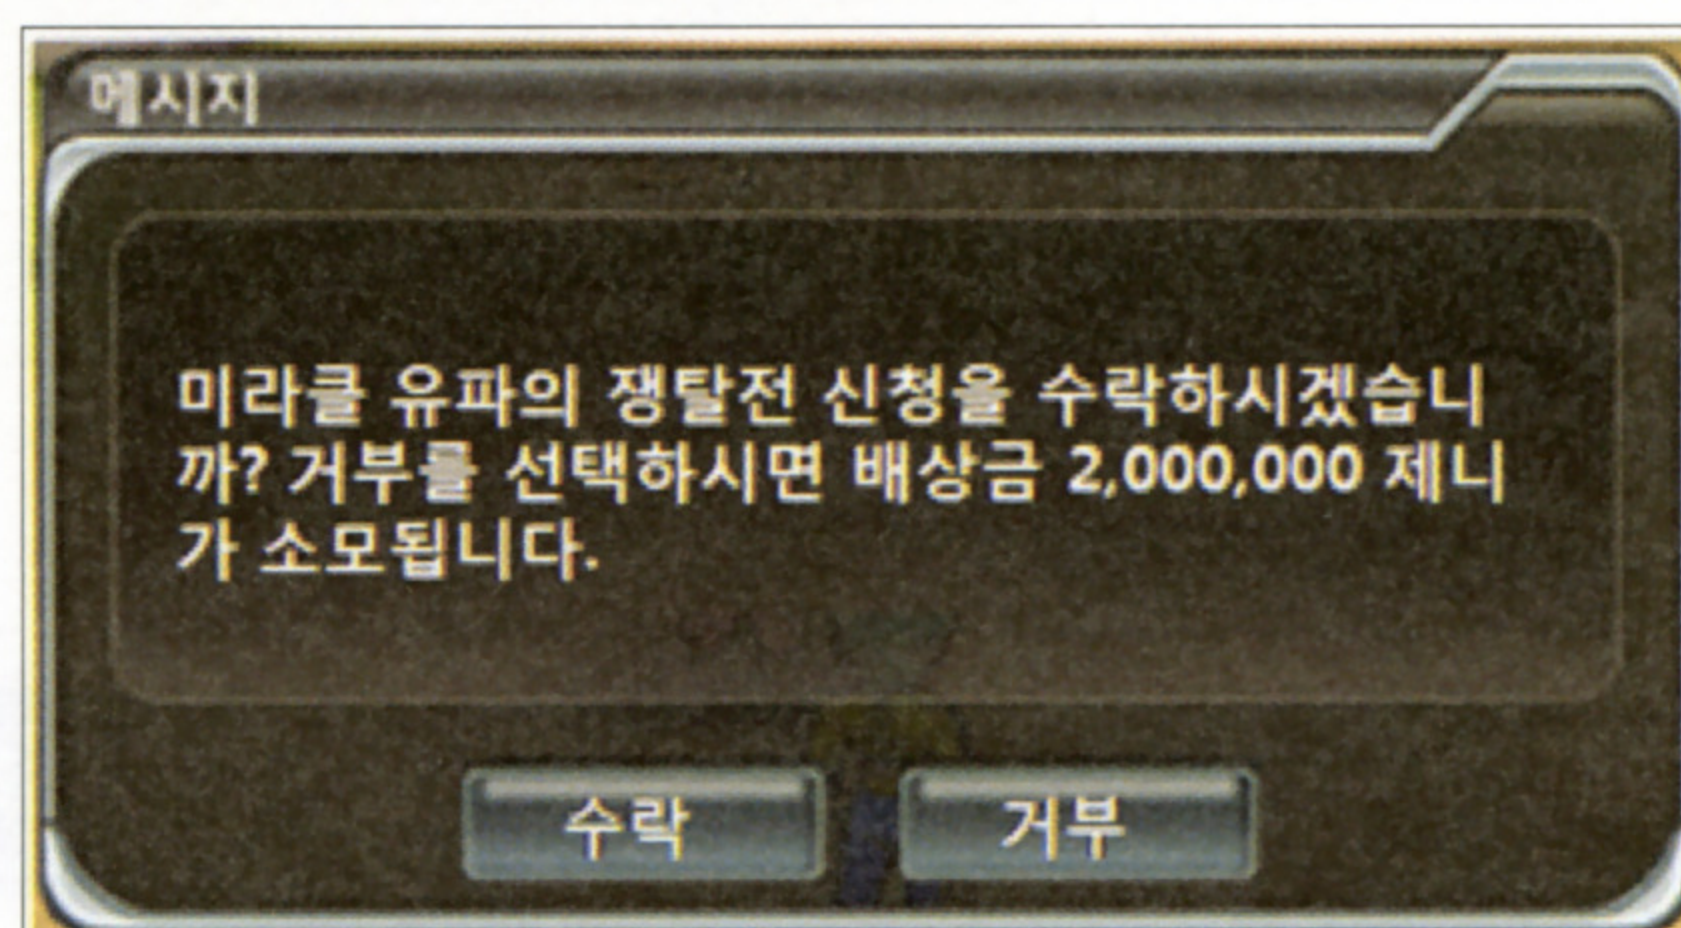 메시지
미라클 유파의 쟁탈전 신청을 수락하시겠습니
까? 거부를 선택하시면 배상금 2,000,000 제니
가 소모됩니다.
수락 거부